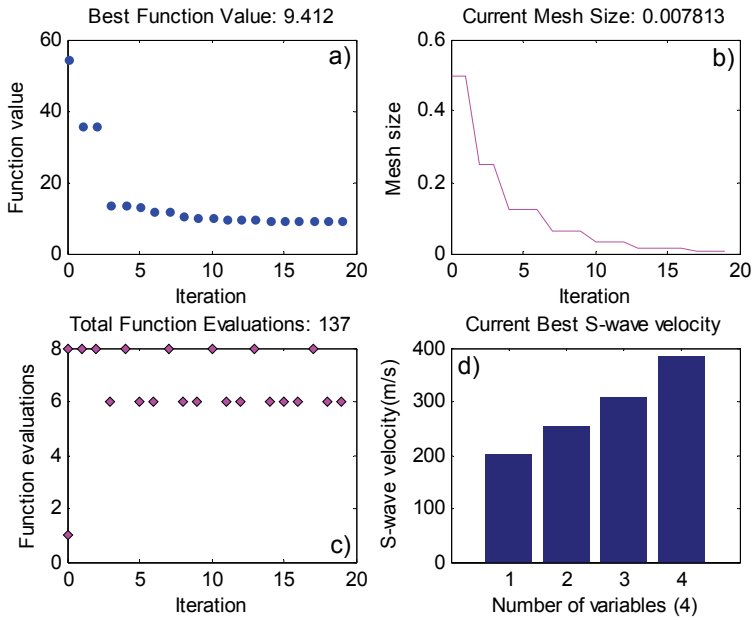 Best Function Value: 9.412
a)
60
40
20
0
Function value
0 5 10 15 20
Iteration
Current Mesh Size: 0.007813
b)
0.6
0.4
0.2
0
Mesh size
0 5 10 15 20
Iteration
Total Function Evaluations: 137
8
6
4
2
0
Function evaluations
c)
0 5 10 15 20
Iteration
Current Best S-wave velocity
d)
400
300
200
100
0
S-wave velocity(m/s)
1 2 3 4
Number of variables (4)